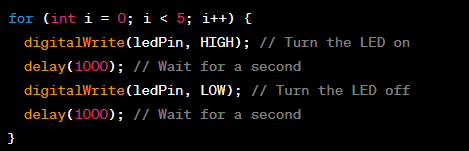 for (int i = 0; i < 5; i++) {
  digitalWrite(ledPin, HIGH); // Turn the LED on
  delay(1000); // Wait for a second
  digitalWrite(ledPin, LOW); // Turn the LED off
  delay(1000); // Wait for a second
}